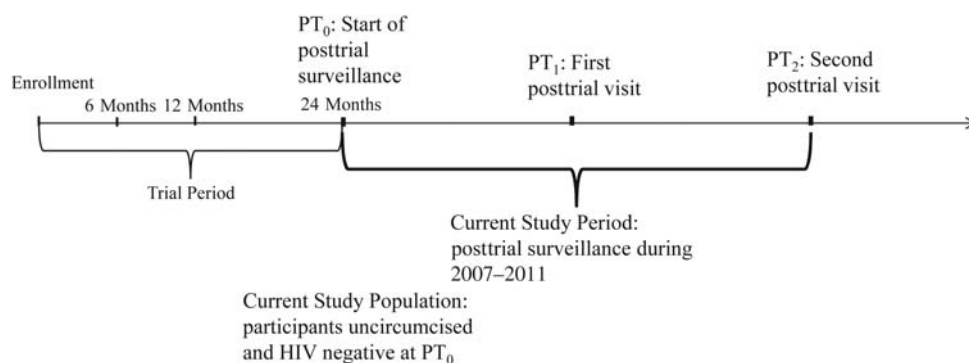 Enrollment
6 Months
12 Months
PT₀: Start of
posttrial
surveillance
24 Months
PT₁: First
posttrial visit
PT₂: Second
posttrial visit
Trial Period
Current Study Period:
posttrial surveillance during
2007–2011
Current Study Population:
participants uncircumcised
and HIV negative at PT₀